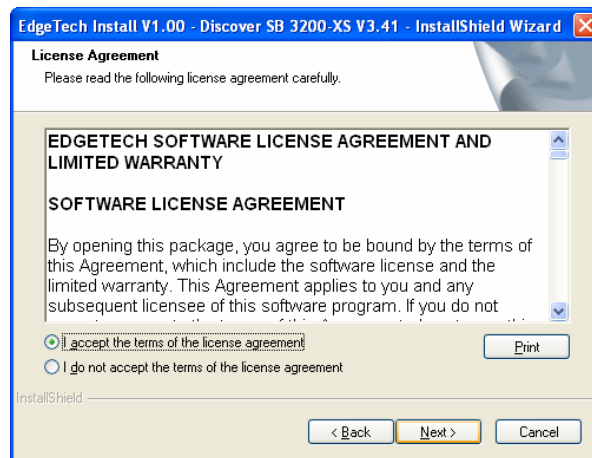 EdgeTech Install V1.00 - Discover SB 3200-XS V3.41 - InstallShield Wizard
License Agreement
Please read the following license agreement carefully.
EDGETECH SOFTWARE LICENSE AGREEMENT AND
LIMITED WARRANTY
SOFTWARE LICENSE AGREEMENT
By opening this package, you agree to be bound by the terms of
this Agreement, which include the software license and the
limited warranty. This Agreement applies to you and any
subsequent licensee of this software program. If you do not
I accept the terms of the license agreement
Print
I do not accept the terms of the license agreement
InstallShield
< Back
Next >
Cancel